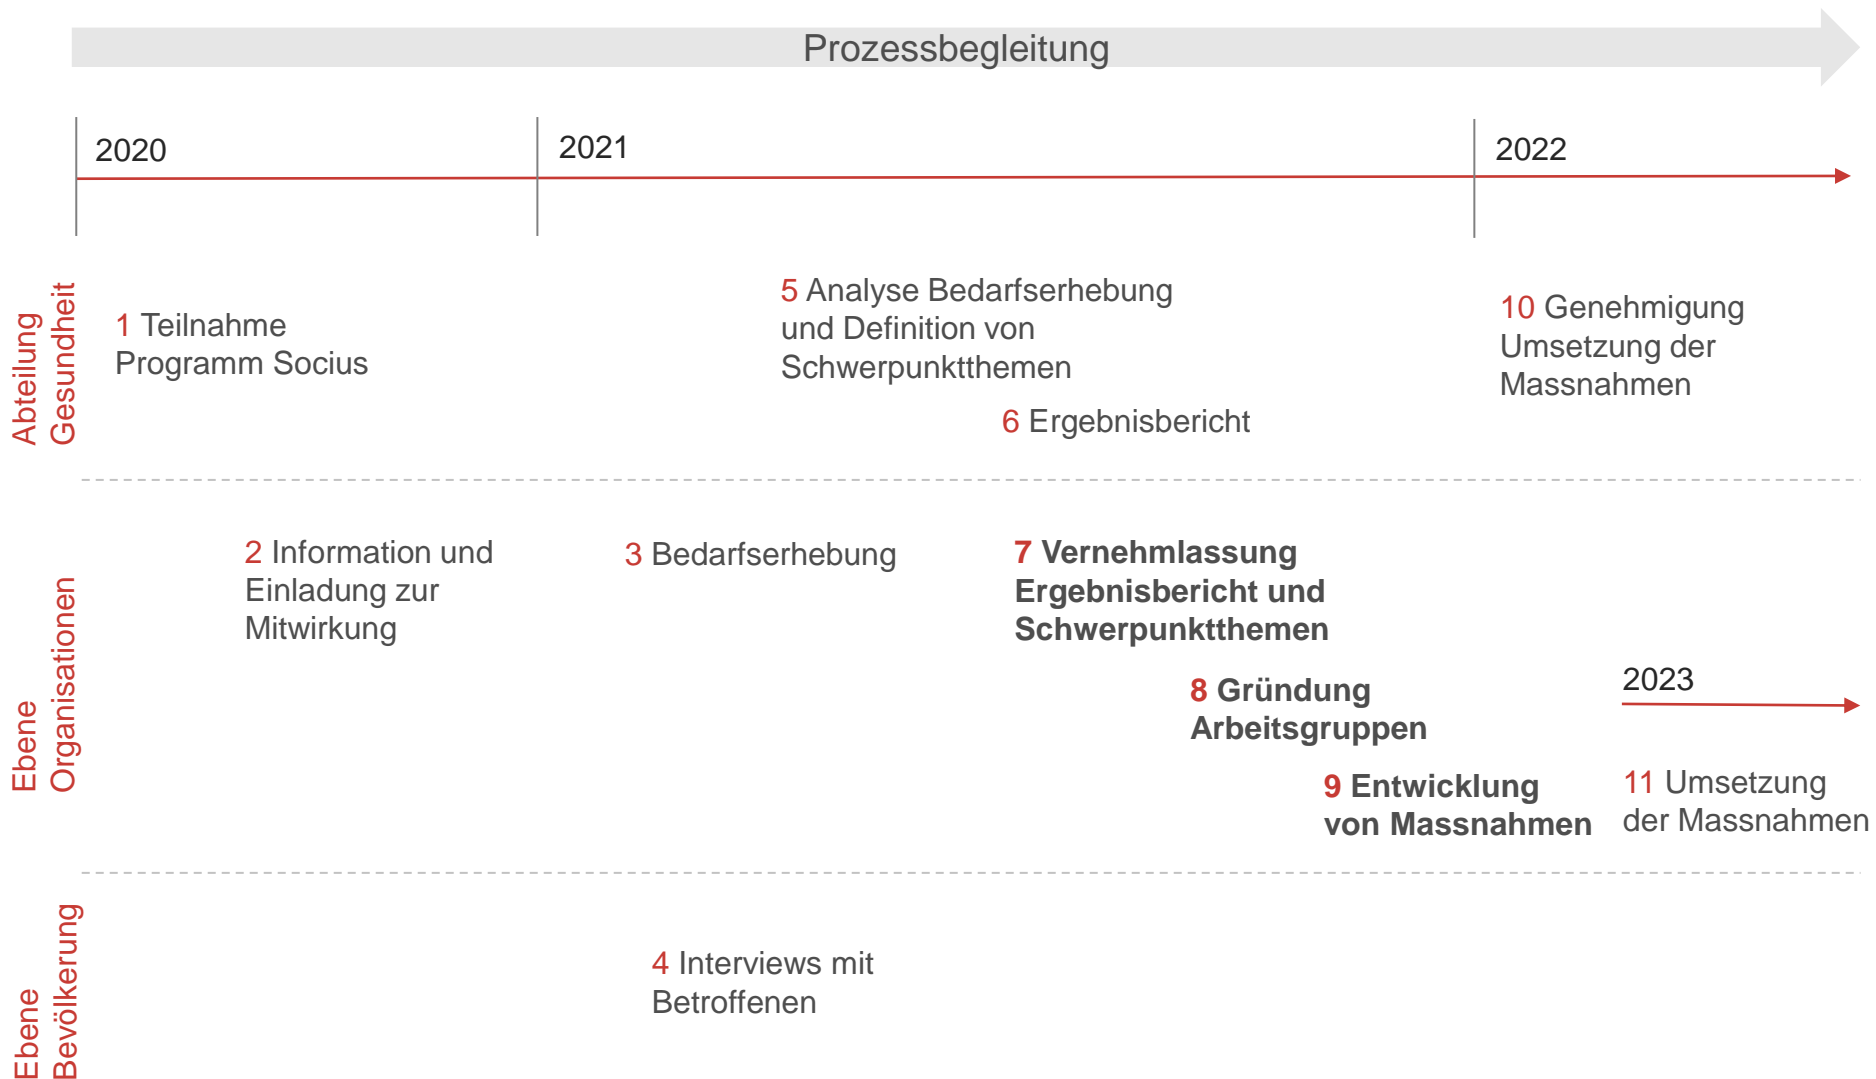 Prozessbegleitung
2020
2021
2022
Abteilung
Gesundheit
1 Teilnahme
Programm Socius
5 Analyse Bedarfserhebung
und Definition von
Schwerpunktthemen
6 Ergebnisbericht
10 Genehmigung
Umsetzung der
Massnahmen
Ebene
Organisationen
2 Information und
Einladung zur
Mitwirkung
3 Bedarfserhebung
7 Vernehmlassung
Ergebnisbericht und
Schwerpunktthemen
8 Gründung
Arbeitsgruppen
9 Entwicklung
von Massnahmen
2023
11 Umsetzung
der Massnahmen
Ebene
Bevölkerung
4 Interviews mit
Betroffenen